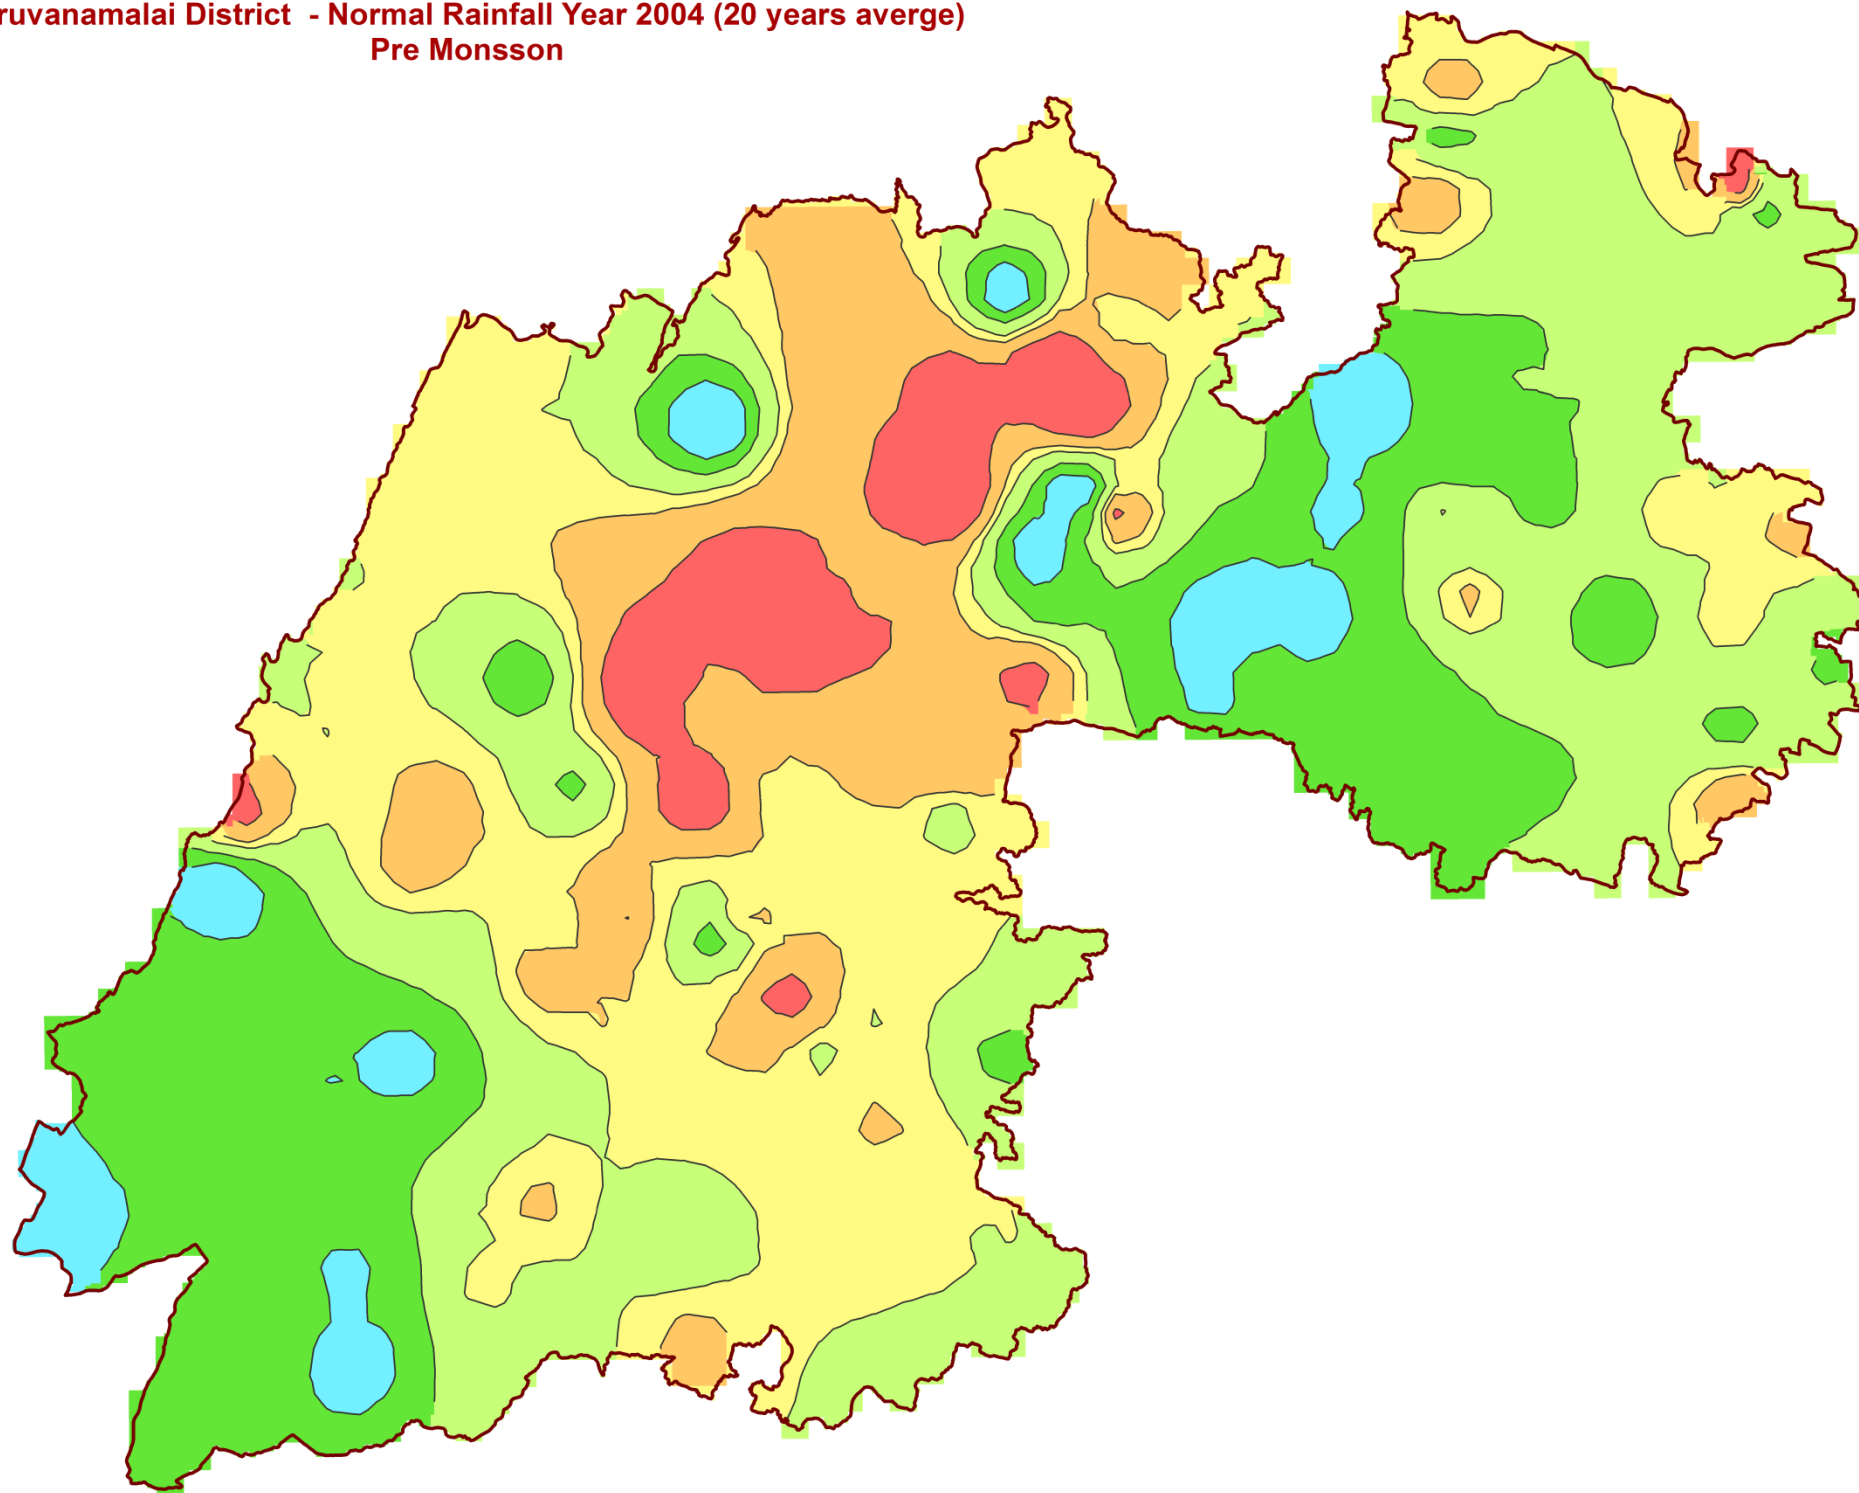 ruvanamalai District - Normal Rainfall Year 2004 (20 years averge)
Pre Monsson